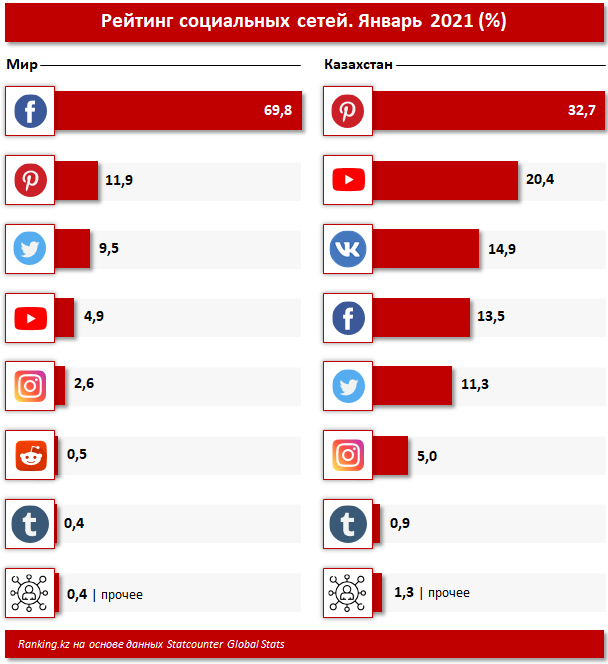 Рейтинг социальных сетей. Январь 2021 (%)
Мир
69,8
11,9
9,5
4,9
2,6
0,5
0,4
0,4 | прочее
Казахстан
32,7
20,4
14,9
13,5
11,3
5,0
0,9
1,3 | прочее
Ranking.kz на основе данных Statcounter Global Stats